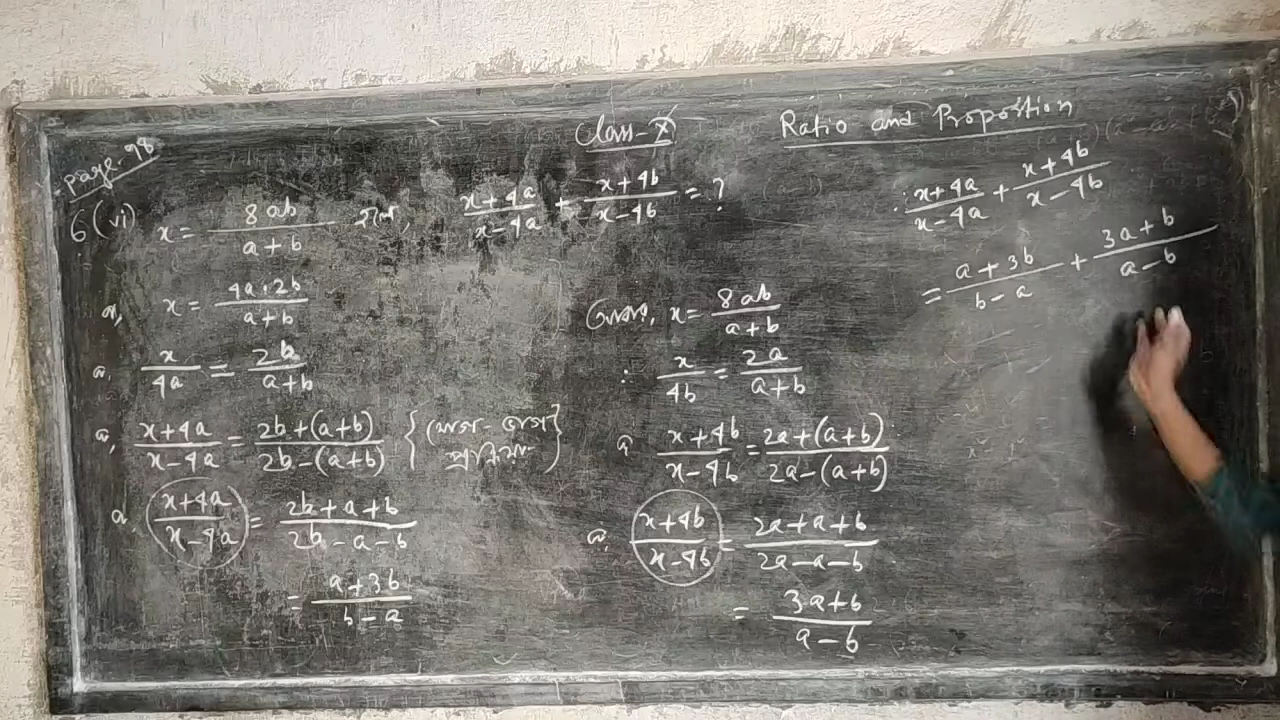 Class-X
Ratio and Proportion
page-98
6(vi) x = 8ab / a+b হলে, x+4a / x-4a + x+4b / x-4b = ?
বা, x = 4a·2b / a+b
বা, x / 4a = 2b / a+b
বা, x+4a / x-4a = 2b+(a+b) / 2b-(a+b) {যোগ-ভাগ
প্রক্রিয়া}
বা, x+4a / x-4a = 2b+a+b / 2b-a-b
= a+3b / b-a
আবার, x = 8ab / a+b
∴ x / 4b = 2a / a+b
বা x+4b / x-4b = 2a+(a+b) / 2a-(a+b)
বা, x+4b / x-4b = 2a+a+b / 2a-a-b
= 3a+b / a-b
∴ x+4a / x-4a + x+4b / x-4b
= a+3b / b-a + 3a+b / a-b